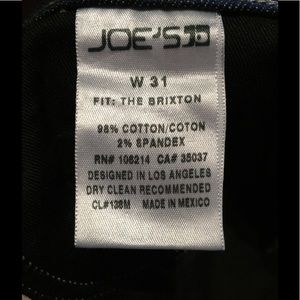 JOE'S
W 31
FIT: THE BRIXTON
98% COTTON/COTON
2% SPANDEX
RN# 106214 CA# 35037
DESIGNED IN LOS ANGELES
DRY CLEAN RECOMMENDED
CL#138M MADE IN MEXICO